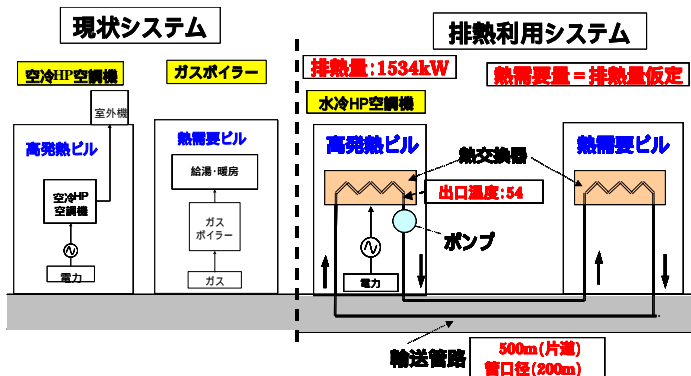 現状システム
排熱利用システム
空冷HP空調機
ガスボイラー
排熱量：1534kW
熱需要量＝排熱量仮定
室外機
水冷HP空調機
高発熱ビル
熱需要ビル
高発熱ビル
熱需要ビル
熱交換器
給湯・暖房
空冷HP
空調機
出口温度：54
ガス
ボイラー
ポンプ
電力
ガス
電力
輸送管路
500m（片道）
管口径（200m）